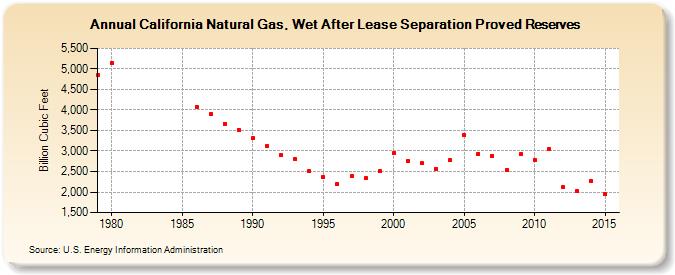 Annual California Natural Gas, Wet After Lease Separation Proved Reserves
Billion Cubic Feet
5,500
5,000
4,500
4,000
3,500
3,000
2,500
2,000
1,500
1980 1985 1990 1995 2000 2005 2010 2015
Source: U.S. Energy Information Administration